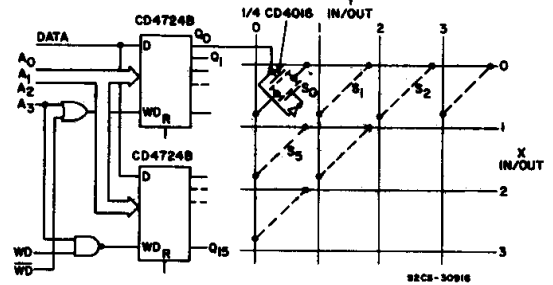 1/4 CD4016
Y
IN/OUT
CD4724B
Q0
0 1 2 3
DATA
D
Q1
A0
A1
A2
A3
WD
R
0
S0
S1
S2
1
CD4724B
D
S5
X
IN/OUT
2
WD
WD
WD
R
Q15
3
92CS-30916